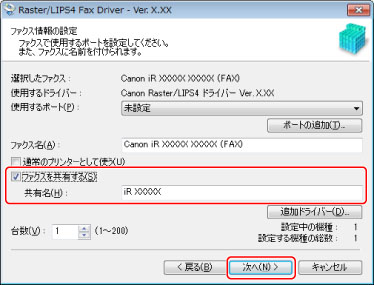 Raster/LIPS4 Fax Driver - Ver. X.XX
ファクス情報の設定
ファクスで使用するポートを設定してください。
また、ファクスに名前を付けられます。
選択したファクス： Canon iR XXXXX XXXXX (FAX)
使用するドライバー： Canon Raster/LIPS4 ドライバー Ver. X.XX
使用するポート(P)： 未設定
ポートの追加(T)...
ファクス名(A)： Canon iR XXXXX XXXXX (FAX)
通常のプリンターとして使う(U)
ファクスを共有する(S)
共有名(H)： iR XXXXX
追加ドライバー(D)...
台数(V)： 1 (1～200)
設定中の機種： 1
設定する機種の総数： 1
< 戻る(B)
次へ(N) >
キャンセル